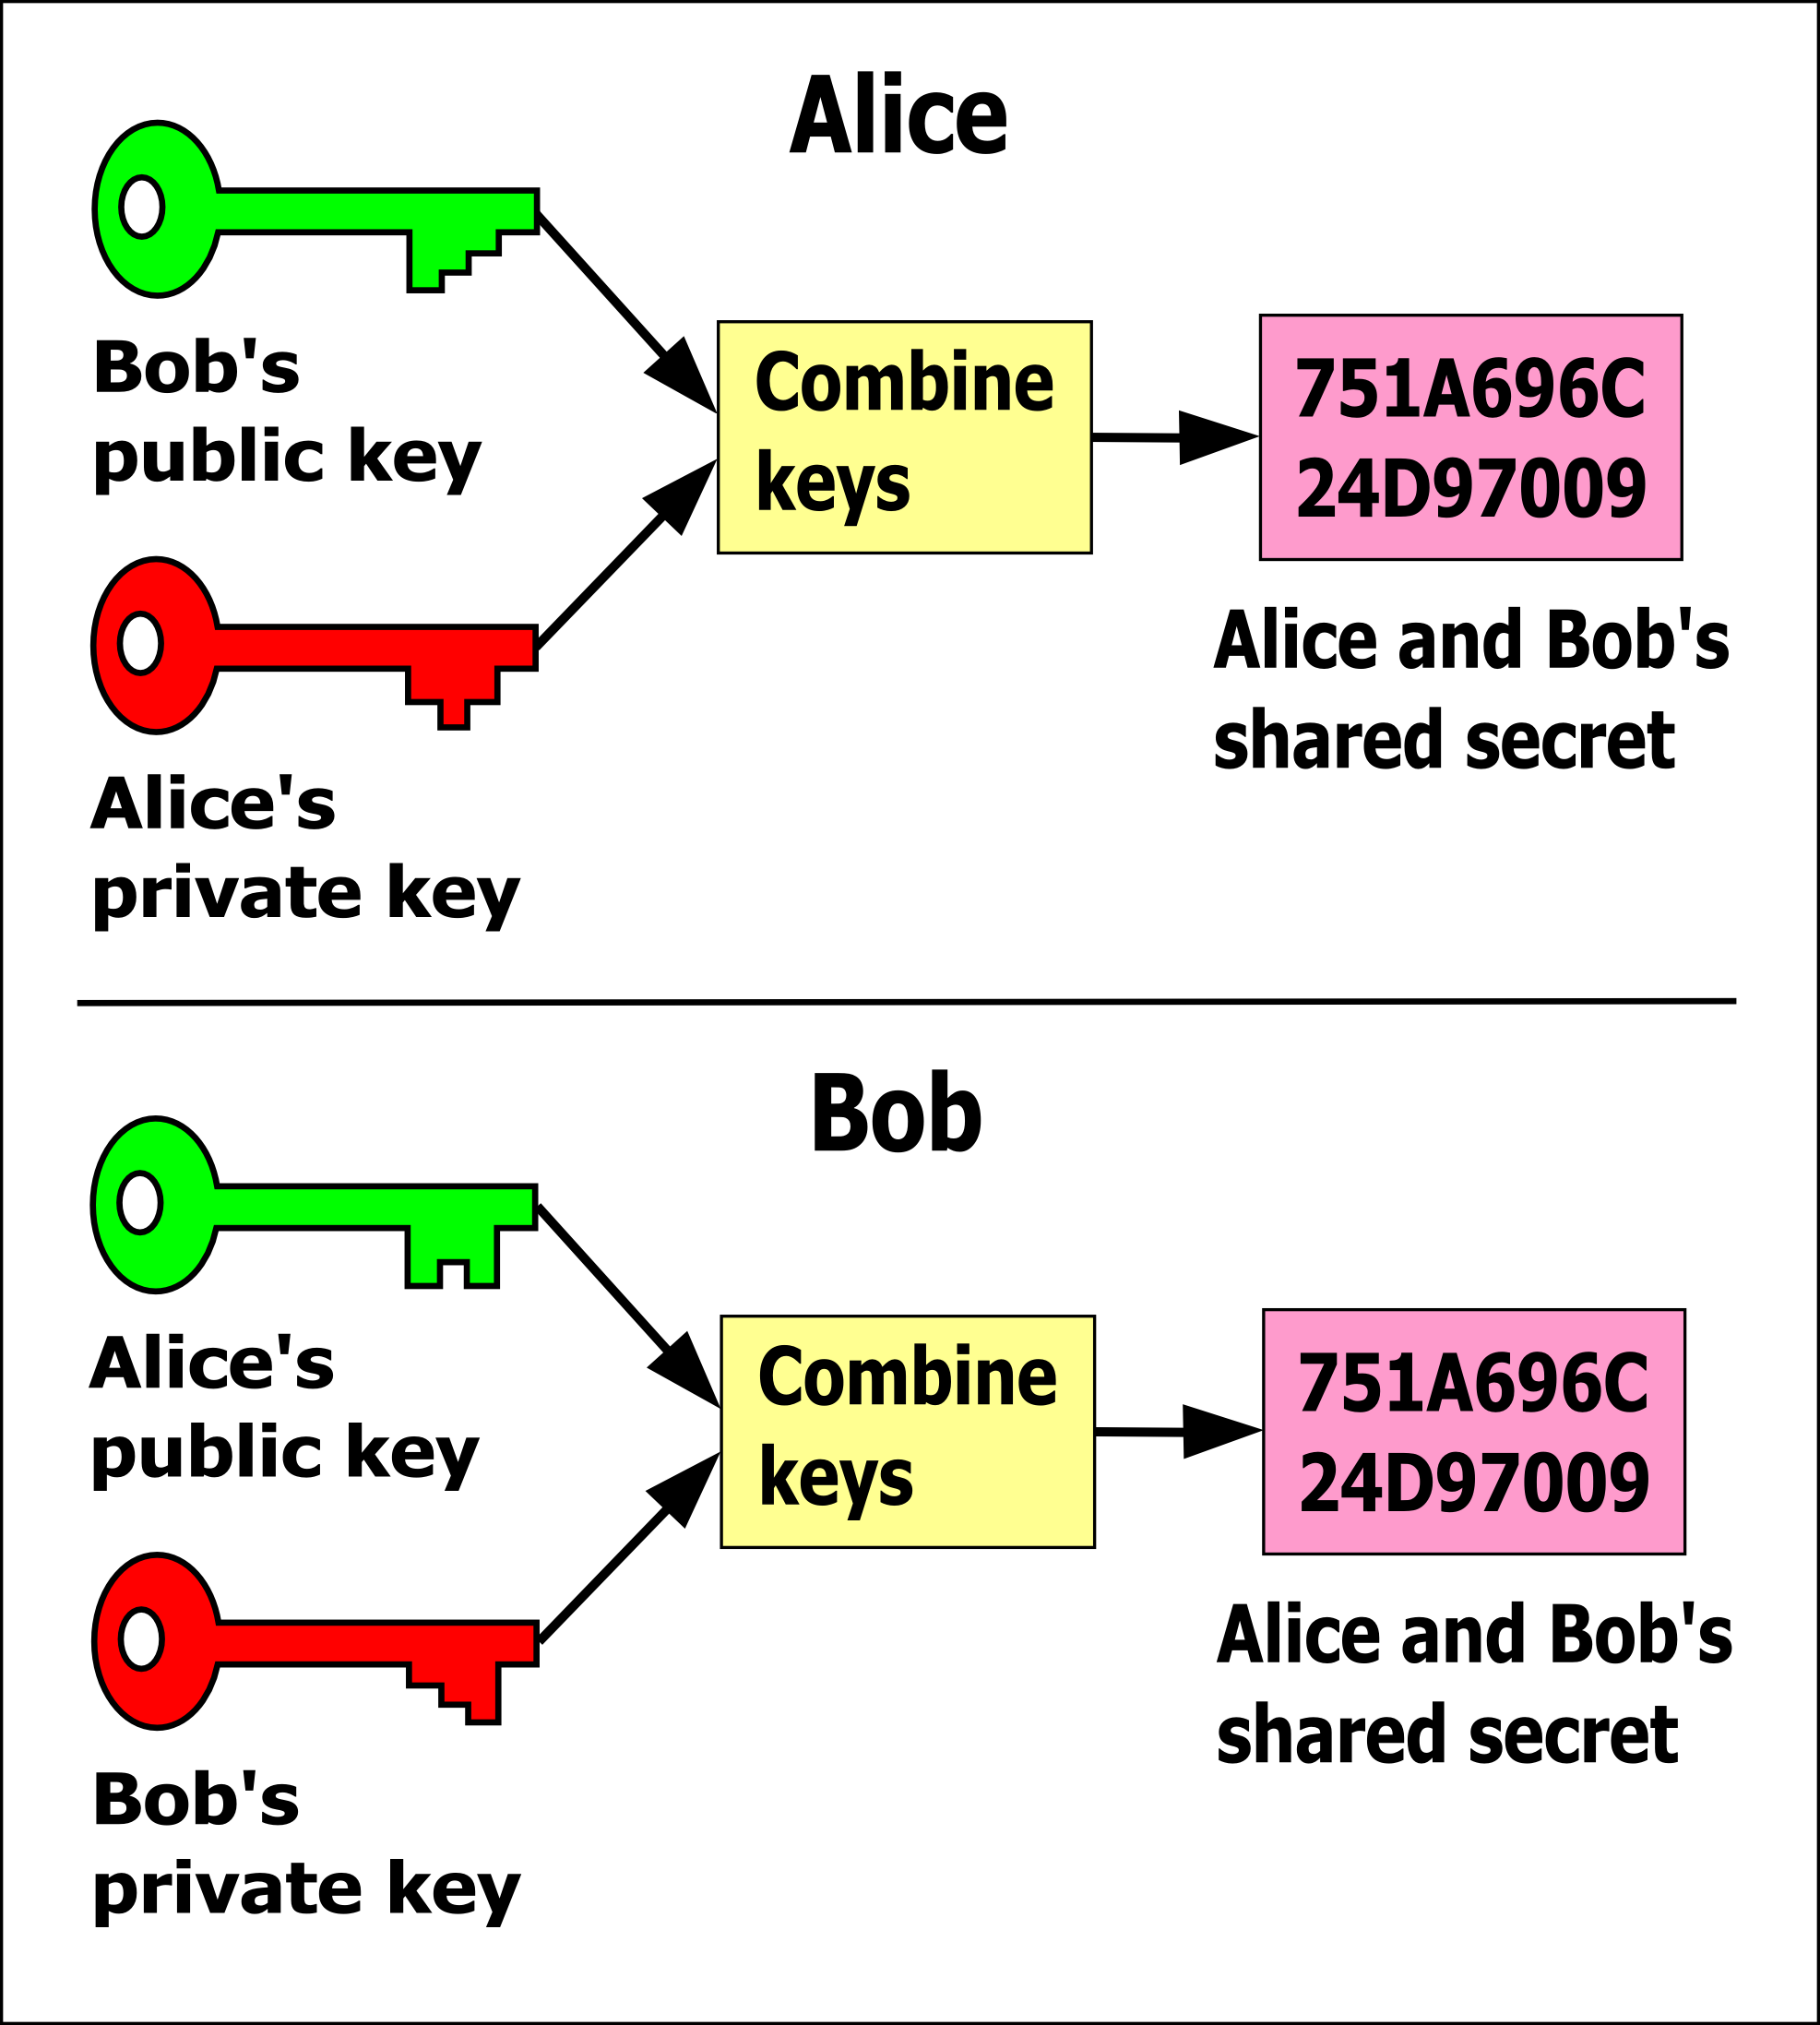 Alice
Bob's
public key
Combine
keys
751A696C
24D97009
Alice and Bob's
shared secret
Alice's
private key
Bob
Alice's
public key
Combine
keys
751A696C
24D97009
Alice and Bob's
shared secret
Bob's
private key